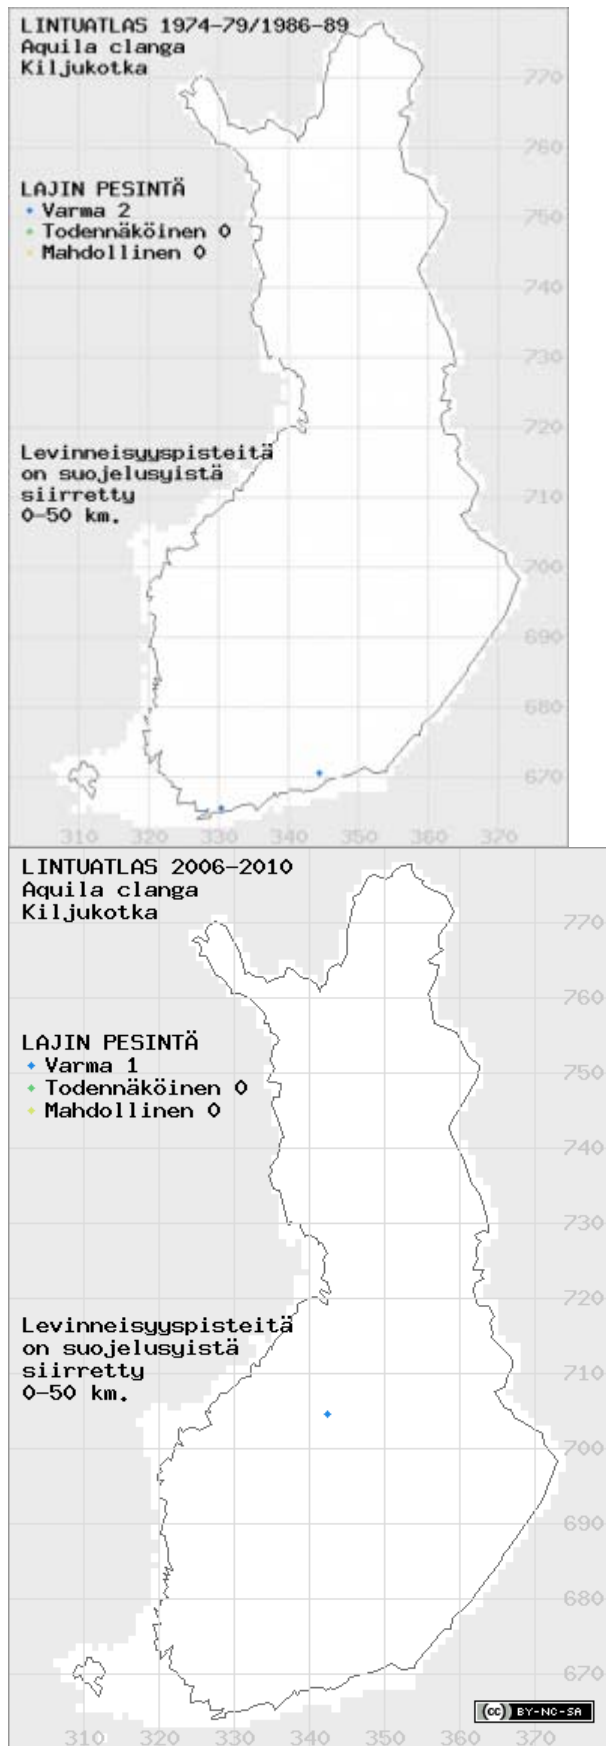 LINTUATLAS 1974-79/1986-89
Aquila clanga
Kiljukotka
770
760
LAJIN PESINTÄ
Varma 2
750
Todennäköinen 0
Mahdollinen 0
740
730
720
Levinneisyyspisteitä
on suojelusyistä
siirretty
710
0-50 km.
700
690
680
670
310 320 330 340 350 360 370
LINTUATLAS 2006-2010
Aquila clanga
Kiljukotka
770
760
LAJIN PESINTÄ
Varma 1
750
Todennäköinen 0
Mahdollinen 0
740
730
720
Levinneisyyspisteitä
on suojelusyistä
siirretty
710
0-50 km.
700
690
680
670
(cc) BY-NC-SA
310 320 330 340 350 360 370